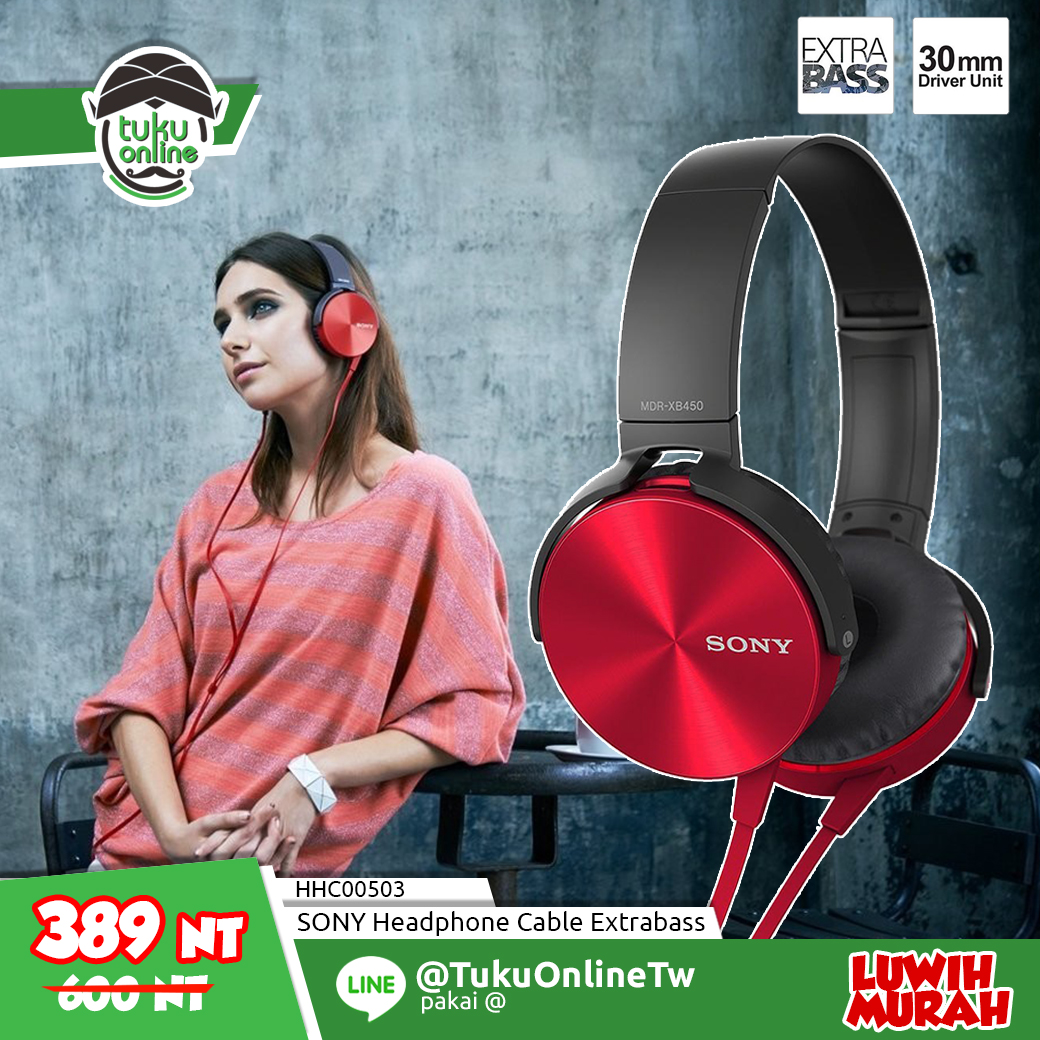 tuku
online
EXTRA
BASS
30mm
Driver Unit
SONY
MDR-XB450
SONY
L
HHC00503
SONY Headphone Cable Extrabass
389 NT
600 NT
LINE
@TukuOnlineTw
pakai @
LUWIH
MURAH